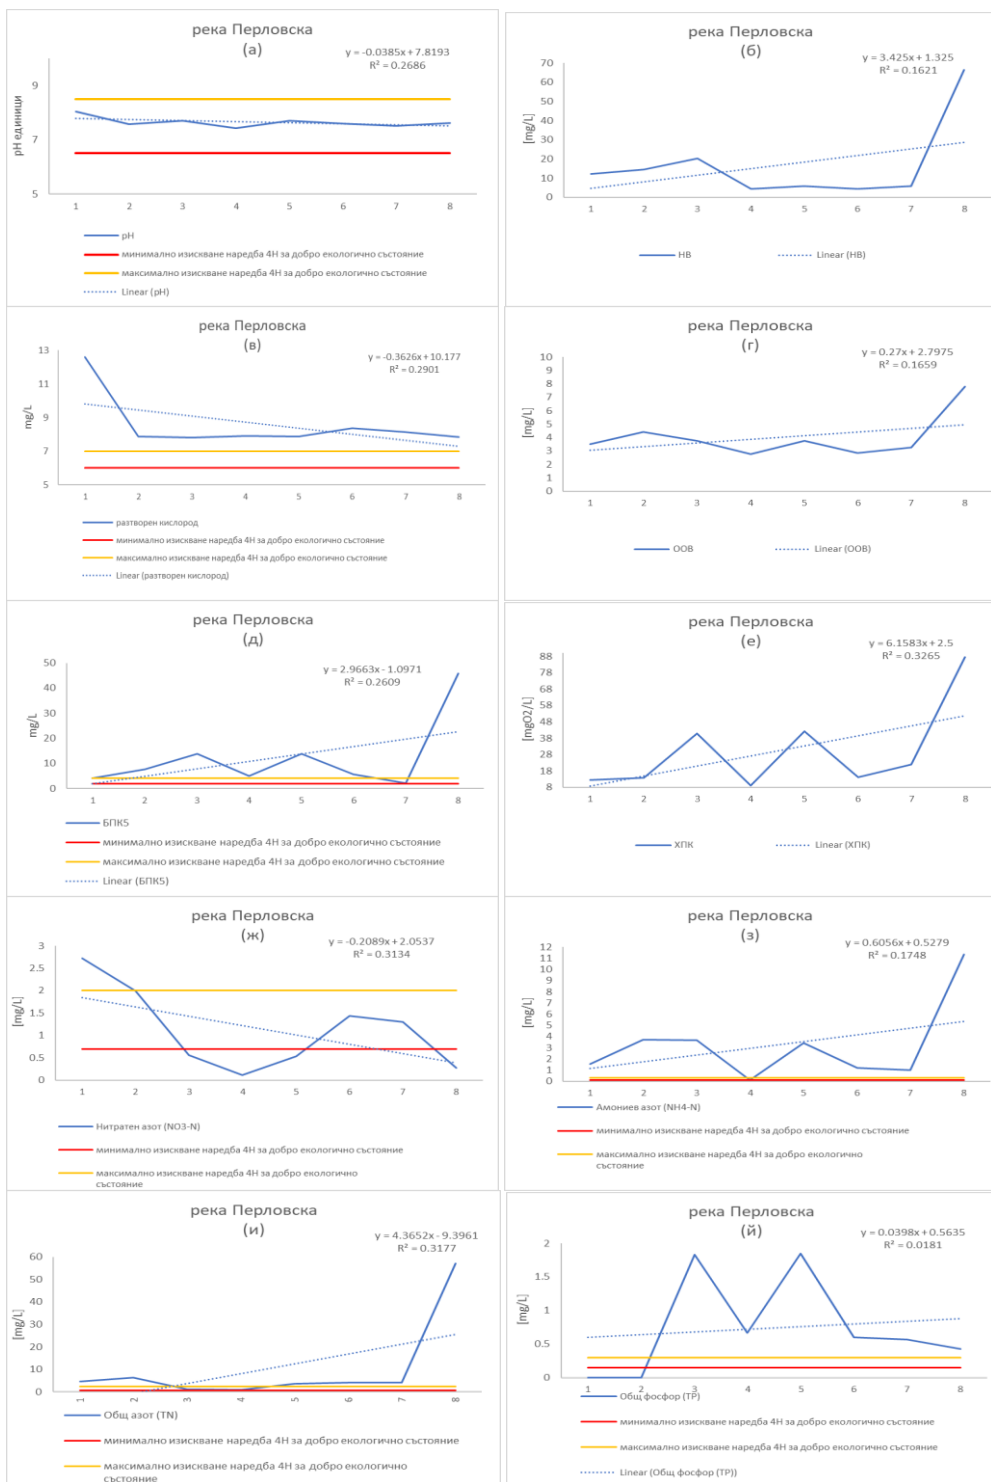 река Перловска
(а)
y = -0.0385x + 7.8193
R² = 0.2686
pH единици
9
7
5
1 2 3 4 5 6 7 8
pH
минимално изискване наредба 4Н за добро екологично състояние
максимално изискване наредба 4Н за добро екологично състояние
Linear (pH)
река Перловска
(б)
y = 3.425x + 1.325
R² = 0.1621
[mg/L]
70
60
50
40
30
20
10
0
1 2 3 4 5 6 7 8
НВ
Linear (НВ)
река Перловска
(в)
y = -0.3626x + 10.177
R² = 0.2901
mg/L
13
11
9
7
5
1 2 3 4 5 6 7 8
разтворен кислород
минимално изискване наредба 4Н за добро екологично състояние
максимално изискване наредба 4Н за добро екологично състояние
Linear (разтворен кислород)
река Перловска
(г)
y = 0.27x + 2.7975
R² = 0.1659
[mg/L]
10
9
8
7
6
5
4
3
2
1
0
1 2 3 4 5 6 7 8
ООВ
Linear (ООВ)
река Перловска
(д)
y = 2.9663x - 1.0971
R² = 0.2609
mg/L
50
40
30
20
10
0
1 2 3 4 5 6 7 8
БПК5
минимално изискване наредба 4Н за добро екологично състояние
максимално изискване наредба 4Н за добро екологично състояние
Linear (БПК5)
река Перловска
(е)
y = 6.1583x + 2.5
R² = 0.3265
[mgO2/L]
88
78
68
58
48
38
28
18
8
1 2 3 4 5 6 7 8
ХПК
Linear (ХПК)
река Перловска
(ж)
y = -0.2089x + 2.0537
R² = 0.3134
[mg/L]
3
2.5
2
1.5
1
0.5
0
1 2 3 4 5 6 7 8
Нитратен азот (NO3-N)
минимално изискване наредба 4Н за добро екологично състояние
максимално изискване наредба 4Н за добро екологично
състояние
река Перловска
(з)
y = 0.6056x + 0.5279
R² = 0.1748
[mg/L]
12
11
10
9
8
7
6
5
4
3
2
1
0
1 2 3 4 5 6 7 8
Амониев азот (NH4-N)
минимално изискване наредба 4Н за добро екологично състояние
максимално изискване наредба 4Н за добро екологично
състояние
река Перловска
(и)
y = 4.3652x - 9.3961
R² = 0.3177
[mg/L]
60
50
40
30
20
10
0
1 2 3 4 5 6 7 8
Общ азот (TN)
минимално изискване наредба 4Н за добро екологично състояние
максимално изискване наредба 4Н за добро екологично
състояние
река Перловска
(й)
y = 0.0398x + 0.5635
R² = 0.0181
[mg/L]
2
1.5
1
0.5
0
1 2 3 4 5 6 7 8
Общ фосфор (TP)
минимално изискване наредба 4Н за добро екологично състояние
максимално изискване наредба 4Н за добро екологично състояние
Linear (Общ фосфор (TP))